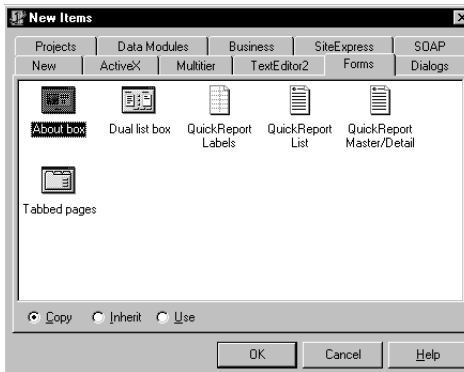 New Items
Projects Data Modules Business SiteExpress SOAP
New ActiveX Multitier TextEditor2 Forms Dialogs
About box Dual list box QuickReport QuickReport QuickReport
Labels List Master/Detail
Tabbed pages
Copy Inherit Use
OK Cancel Help